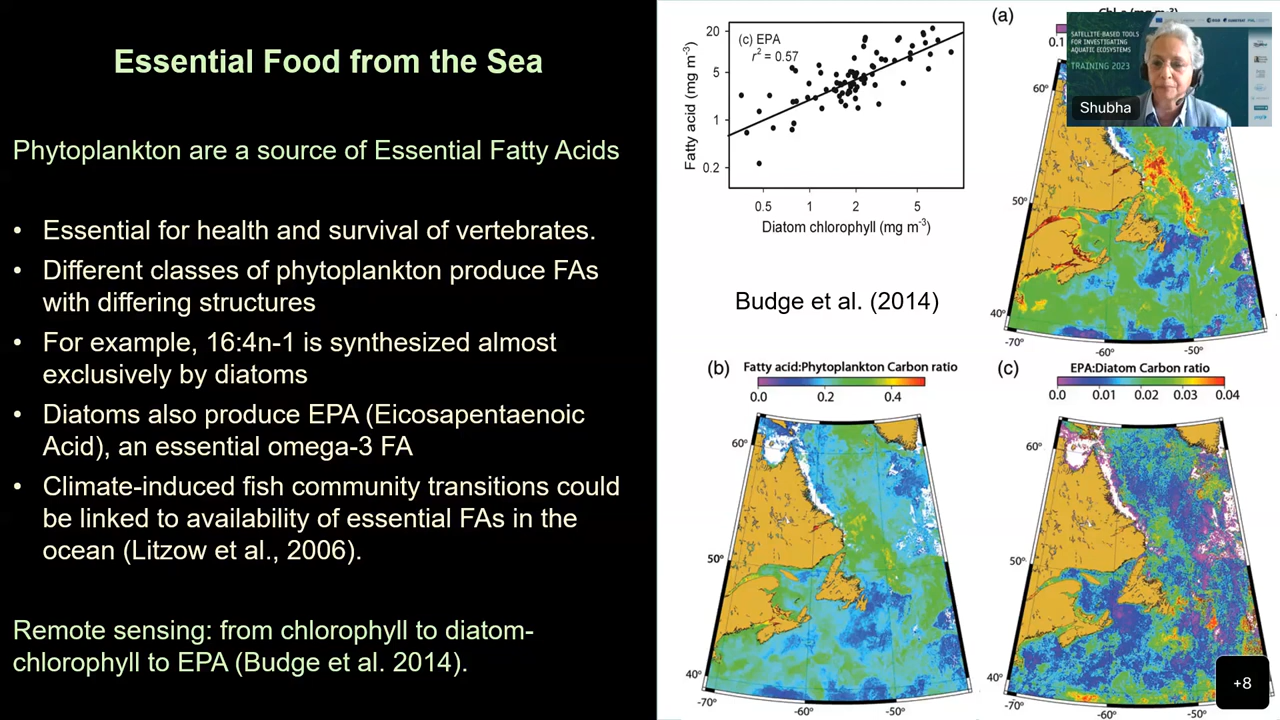 Essential Food from the Sea
Phytoplankton are a source of Essential Fatty Acids
• Essential for health and survival of vertebrates.
• Different classes of phytoplankton produce FAs
with differing structures
• For example, 16:4n-1 is synthesized almost
exclusively by diatoms
• Diatoms also produce EPA (Eicosapentaenoic
Acid), an essential omega-3 FA
• Climate-induced fish community transitions could
be linked to availability of essential FAs in the
ocean (Litzow et al., 2006).
Remote sensing: from chlorophyll to diatom-
chlorophyll to EPA (Budge et al. 2014).
(c) EPA
r² = 0.57
Fatty acid (mg m⁻³)
20
5
1
0.2
0.5 1 2 5
Diatom chlorophyll (mg m⁻³)
Budge et al. (2014)
(a)
0.1
60°
50°
40°
-70°
-60°
-50°
SATELLITE-BASED TOOLS
FOR INVESTIGATING
AQUATIC ECOSYSTEMS
TRAINING 2023
Shubha
(b)
Fatty acid:Phytoplankton Carbon ratio
0.0 0.2 0.4
60°
50°
40°
-70°
-60°
-50°
(c)
EPA:Diatom Carbon ratio
0.0 0.01 0.02 0.03 0.04
60°
50°
40°
-70°
-60°
-50°
+8